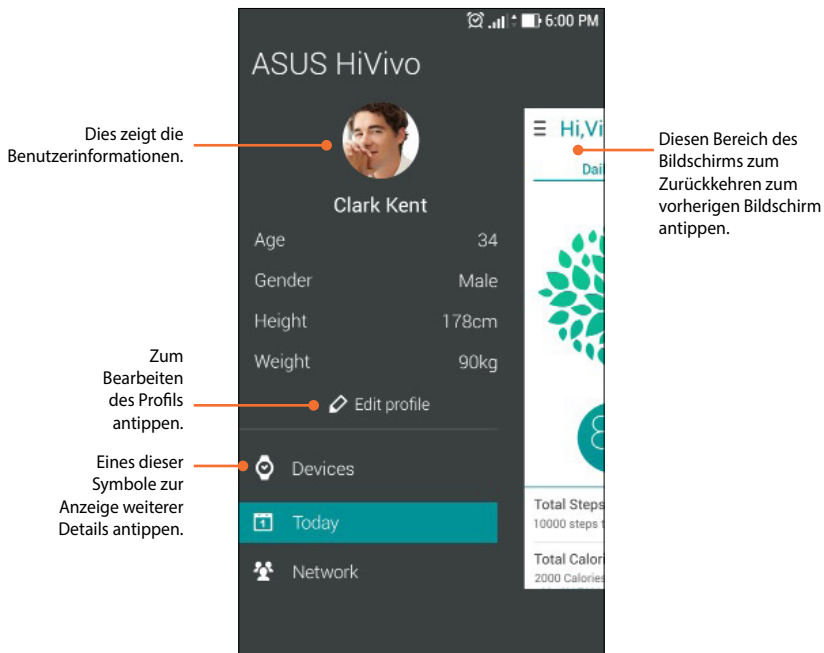 6:00 PM
ASUS HiVivo
Dies zeigt die
Benutzerinformationen.
Clark Kent
Age 34
Gender Male
Height 178cm
Weight 90kg
Edit profile
Zum
Bearbeiten
des Profils
antippen.
Eines dieser
Symbole zur
Anzeige weiterer
Details antippen.
Devices
1
Today
Network
Hi,Vi
Dail
8
Total Steps
10000 steps t
Total Calori
2000 Calories
Diesen Bereich des
Bildschirms zum
Zurückkehren zum
vorherigen Bildschirm
antippen.